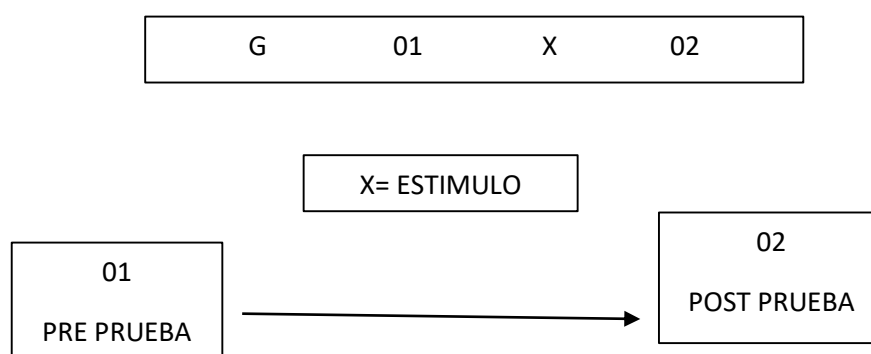 G 01 X 02
X= ESTIMULO
01
PRE PRUEBA
02
POST PRUEBA